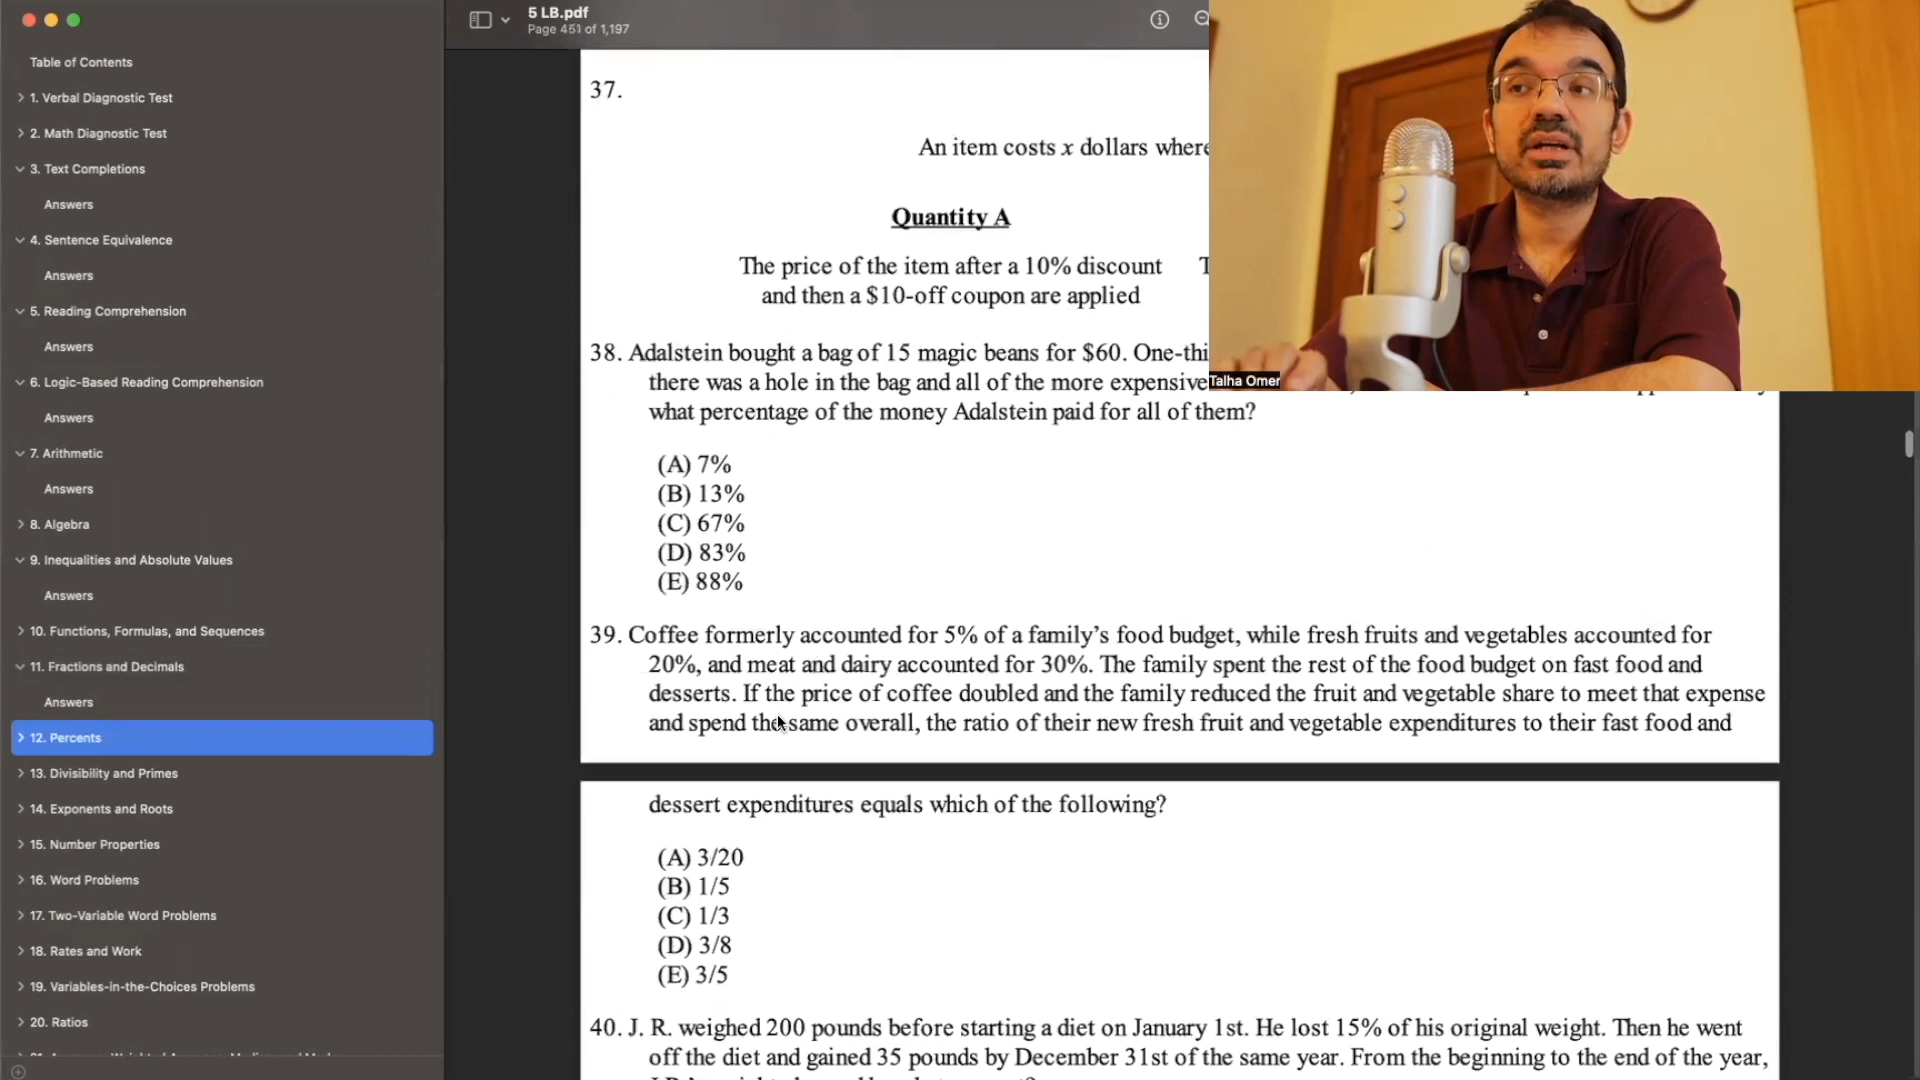 5 LB.pdf
Page 451 of 1,197
Table of Contents
1. Verbal Diagnostic Test
2. Math Diagnostic Test
3. Text Completions
Answers
4. Sentence Equivalence
Answers
5. Reading Comprehension
Answers
6. Logic-Based Reading Comprehension
Answers
7. Arithmetic
Answers
8. Algebra
9. Inequalities and Absolute Values
Answers
10. Functions, Formulas, and Sequences
11. Fractions and Decimals
Answers
12. Percents
13. Divisibility and Primes
14. Exponents and Roots
15. Number Properties
16. Word Problems
17. Two-Variable Word Problems
18. Rates and Work
19. Variables-in-the-Choices Problems
20. Ratios
37.
An item costs x dollars where
Quantity A
The price of the item after a 10% discount
and then a $10-off coupon are applied
38. Adalstein bought a bag of 15 magic beans for $60. One-thi
there was a hole in the bag and all of the more expensive
what percentage of the money Adalstein paid for all of them?
(A) 7%
(B) 13%
(C) 67%
(D) 83%
(E) 88%
39. Coffee formerly accounted for 5% of a family’s food budget, while fresh fruits and vegetables accounted for
20%, and meat and dairy accounted for 30%. The family spent the rest of the food budget on fast food and
desserts. If the price of coffee doubled and the family reduced the fruit and vegetable share to meet that expense
and spend the same overall, the ratio of their new fresh fruit and vegetable expenditures to their fast food and
dessert expenditures equals which of the following?
(A) 3/20
(B) 1/5
(C) 1/3
(D) 3/8
(E) 3/5
40. J. R. weighed 200 pounds before starting a diet on January 1st. He lost 15% of his original weight. Then he went
off the diet and gained 35 pounds by December 31st of the same year. From the beginning to the end of the year,
Talha Omer